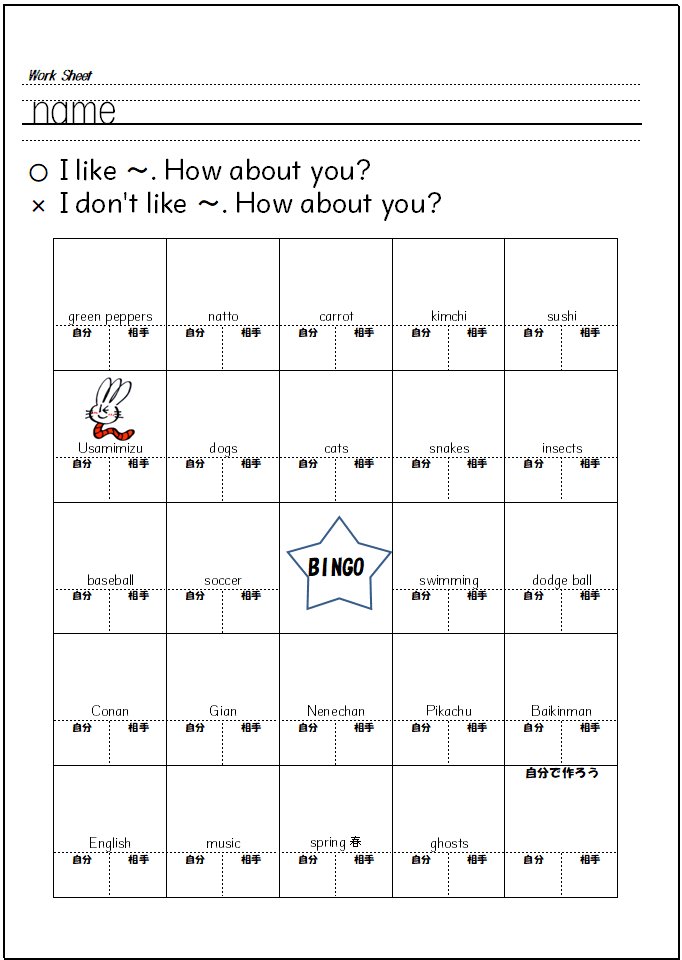 Work Sheet
name
○ I like ～. How about you?
× I don't like ～. How about you?
green peppers natto carrot kimchi sushi
自分 相手 自分 相手 自分 相手 自分 相手 自分 相手
Usamimizu dogs cats snakes insects
自分 相手 自分 相手 自分 相手 自分 相手 自分 相手
BINGO
baseball soccer swimming dodge ball
自分 相手 自分 相手 自分 相手 自分 相手
Conan Gian Nenechan Pikachu Baikinman
自分 相手 自分 相手 自分 相手 自分 相手 自分 相手
自分で作ろう
English music spring 春 ghosts
自分 相手 自分 相手 自分 相手 自分 相手 自分 相手